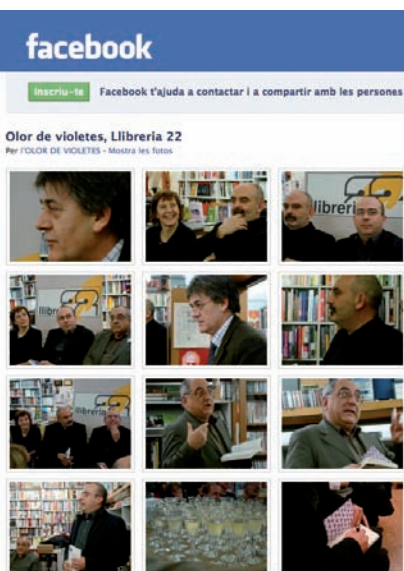 facebook
Inscriu-te Facebook t'ajuda a contactar i a compartir amb les persones
Olor de violetes, Llibreria 22
Per l'OLOR DE VIOLETES - Mostra les fotos
llibreri
llibr
llibreria